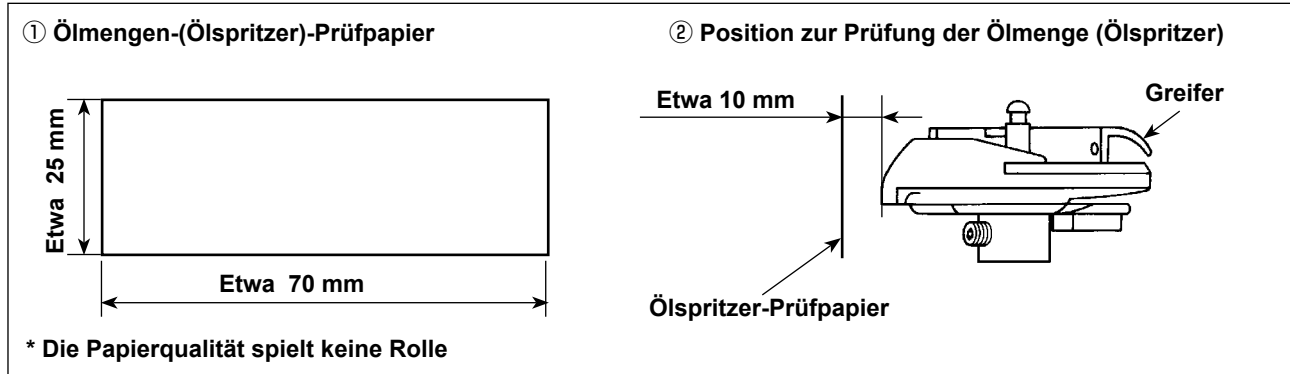 ① Ölmengen-(Ölspritzer)-Prüfpapier
Etwa 25 mm
Etwa 70 mm
* Die Papierqualität spielt keine Rolle
② Position zur Prüfung der Ölmenge (Ölspritzer)
Etwa 10 mm
Greifer
Ölspritzer-Prüfpapier